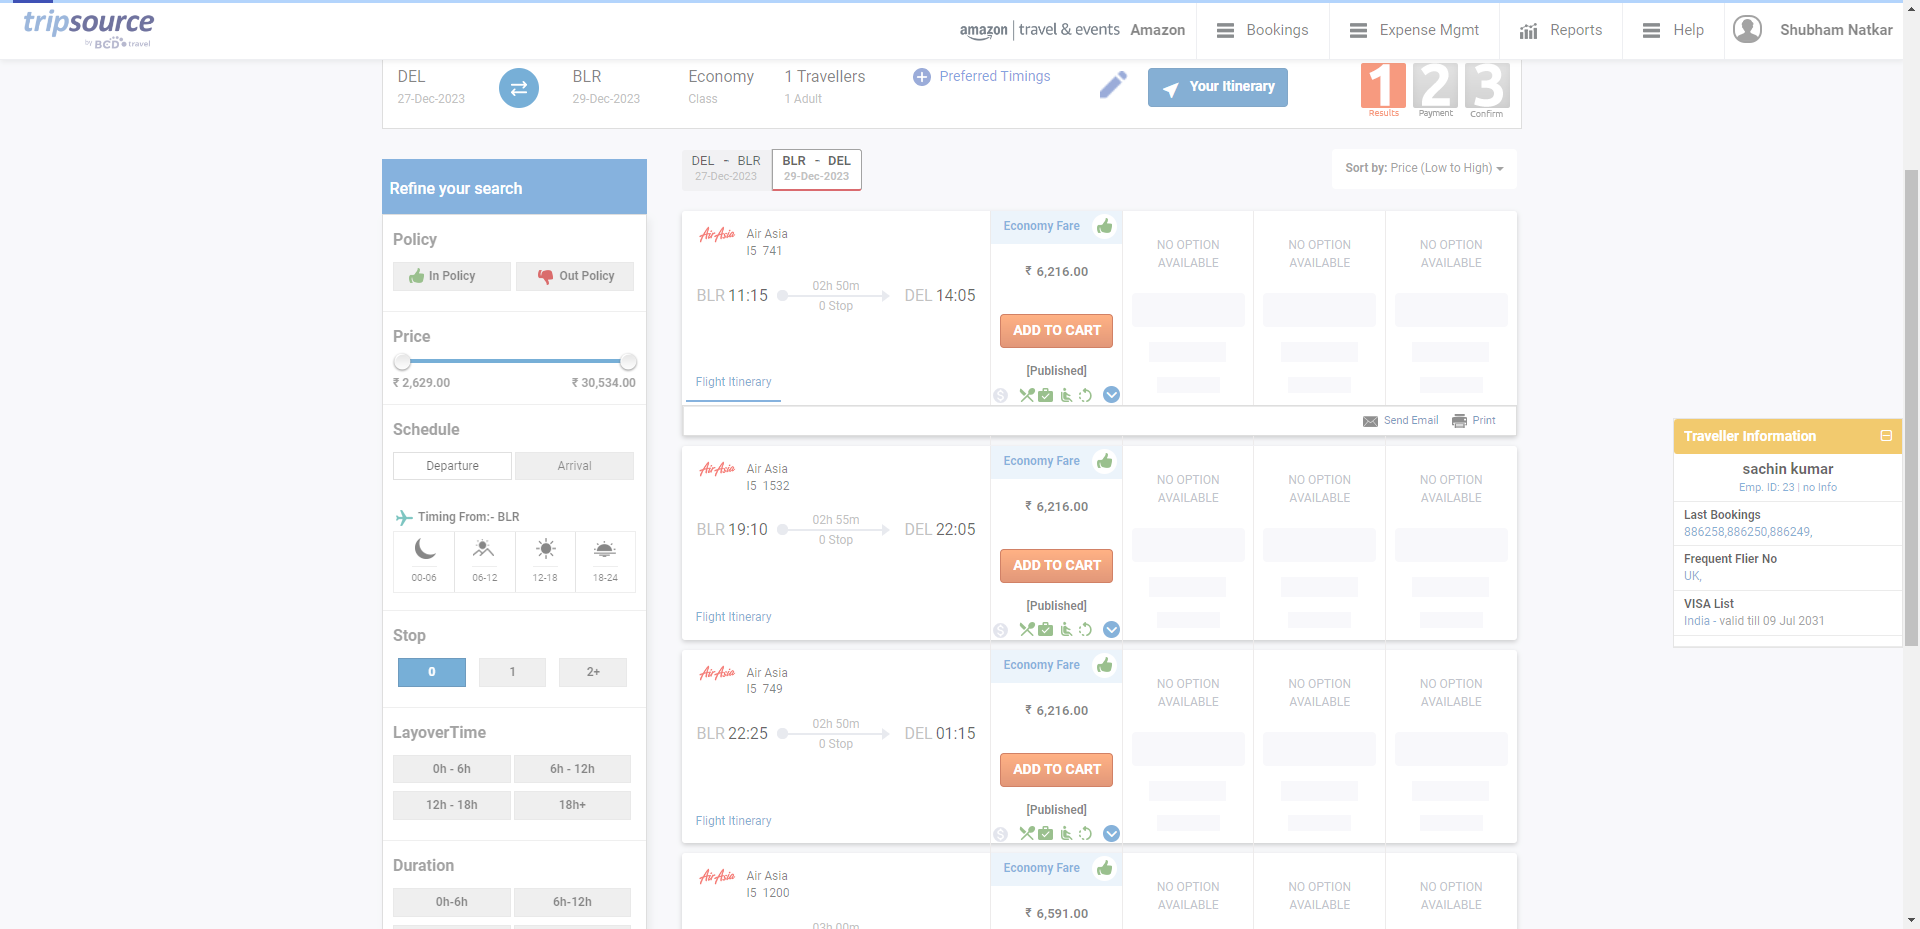 tripsource
by BCD travel
amazon | travel & events Amazon
Bookings
Expense Mgmt
Reports
Help
Shubham Natkar
DEL
27-Dec-2023
BLR
29-Dec-2023
Economy
Class
1 Travellers
1 Adult
Preferred Timings
Your Itinerary
1
Results
2
Payment
3
Confirm
Refine your search
Policy
In Policy
Out Policy
Price
₹ 2,629.00
₹ 30,534.00
Schedule
Departure
Arrival
Timing From:- BLR
00-06
06-12
12-18
18-24
Stop
0
1
2+
LayoverTime
0h - 6h
6h - 12h
12h - 18h
18h+
Duration
0h-6h
6h-12h
DEL - BLR
27-Dec-2023
BLR - DEL
29-Dec-2023
Sort by: Price (Low to High)
AirAsia
Air Asia
I5 741
BLR 11:15
02h 50m
0 Stop
DEL 14:05
Flight Itinerary
Economy Fare
₹ 6,216.00
ADD TO CART
[Published]
NO OPTION
AVAILABLE
NO OPTION
AVAILABLE
NO OPTION
AVAILABLE
Send Email
Print
AirAsia
Air Asia
I5 1532
BLR 19:10
02h 55m
0 Stop
DEL 22:05
Flight Itinerary
Economy Fare
₹ 6,216.00
ADD TO CART
[Published]
NO OPTION
AVAILABLE
NO OPTION
AVAILABLE
NO OPTION
AVAILABLE
AirAsia
Air Asia
I5 749
BLR 22:25
02h 50m
0 Stop
DEL 01:15
Flight Itinerary
Economy Fare
₹ 6,216.00
ADD TO CART
[Published]
NO OPTION
AVAILABLE
NO OPTION
AVAILABLE
NO OPTION
AVAILABLE
AirAsia
Air Asia
I5 1200
03h 00m
Economy Fare
₹ 6,591.00
NO OPTION
AVAILABLE
NO OPTION
AVAILABLE
NO OPTION
AVAILABLE
Traveller Information
sachin kumar
Emp. ID: 23 | no Info
Last Bookings
886258,886250,886249,
Frequent Flier No
UK,
VISA List
India - valid till 09 Jul 2031